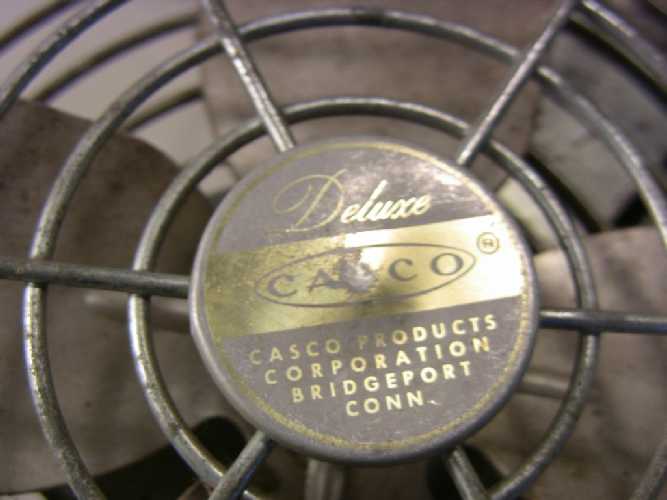 Deluxe
CASCO ®
CASCO PRODUCTS
CORPORATION
BRIDGEPORT
CONN.